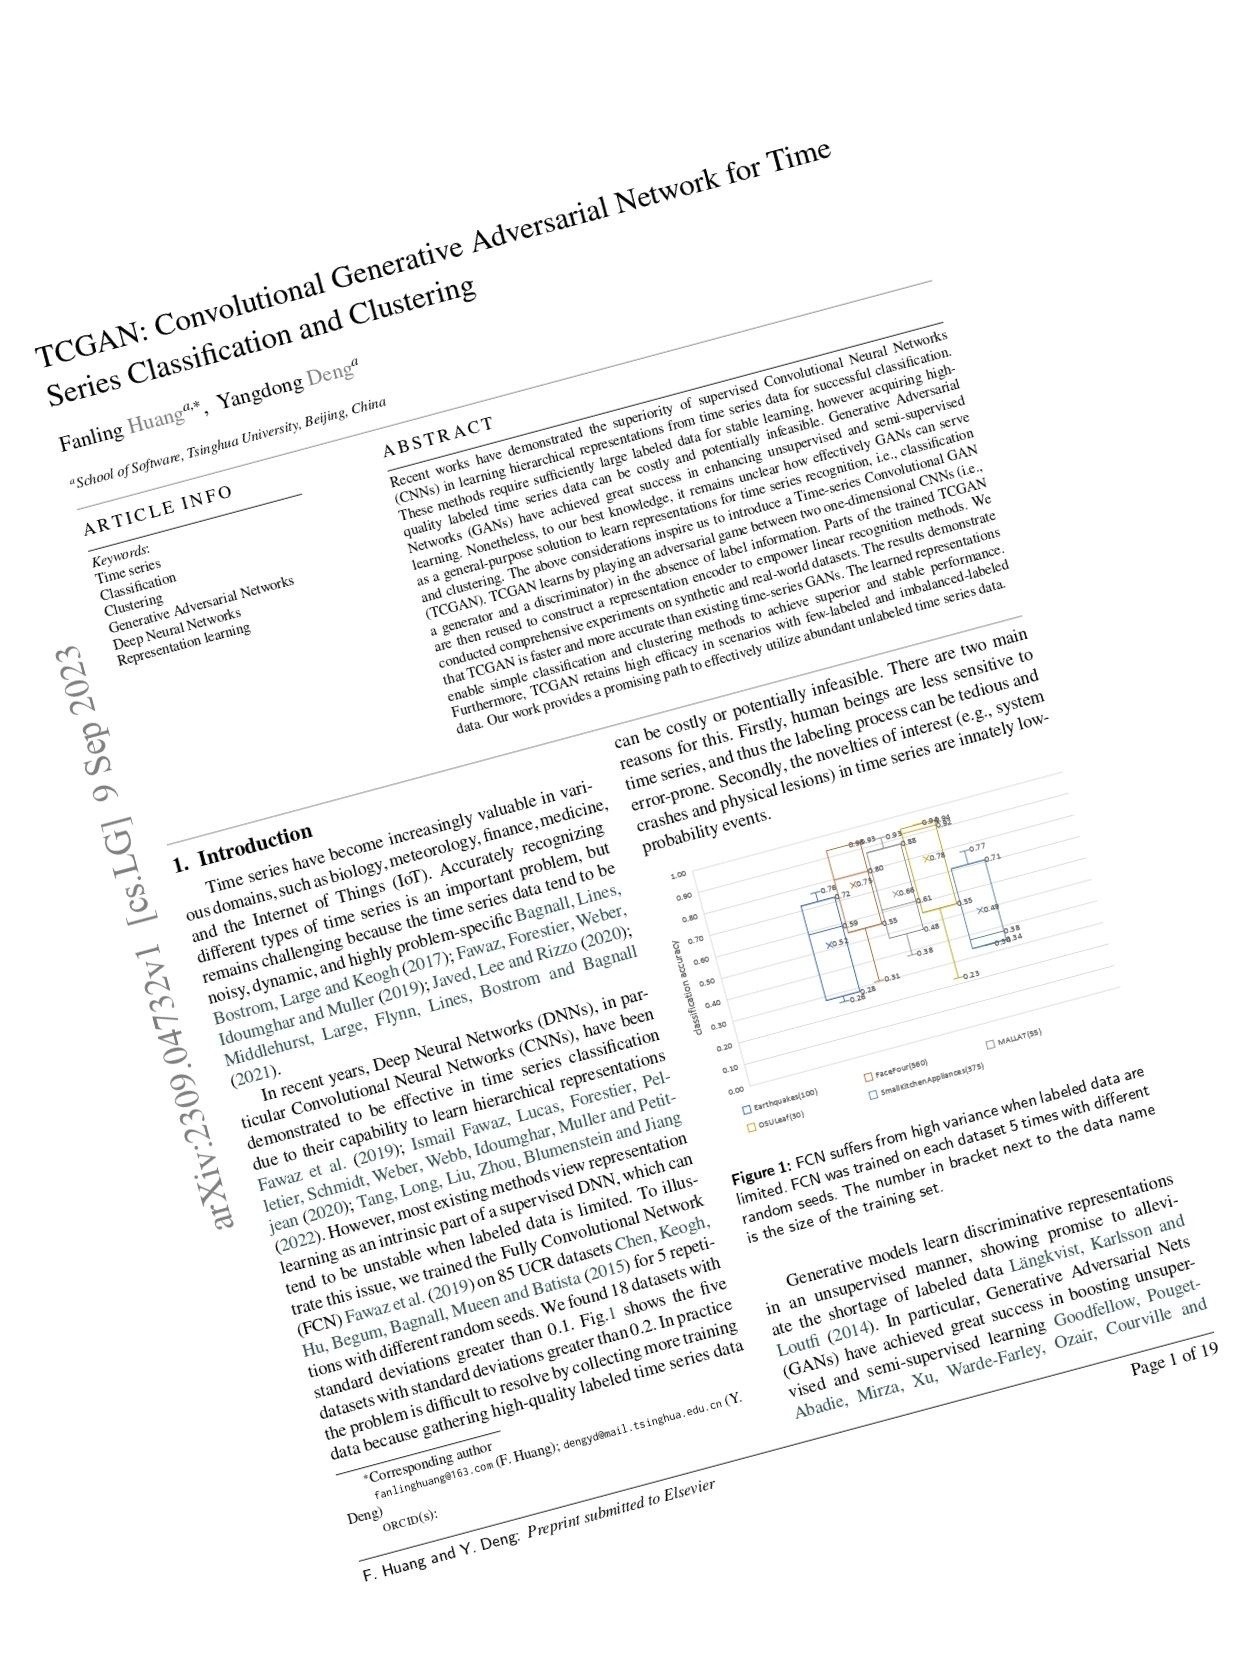 TCGAN: Convolutional Generative Adversarial Network for Time
Series Classification and Clustering
Fanling Huang^a,*, Yangdong Deng^a
^a School of Software, Tsinghua University, Beijing, China
ARTICLE INFO
Keywords:
Time series
Classification
Clustering
Generative Adversarial Networks
Deep Neural Networks
Representation learning
ABSTRACT
Recent works have demonstrated the superiority of supervised Convolutional Neural Networks
(CNNs) in learning hierarchical representations from time series data for successful classification.
These methods require sufficiently large labeled data for stable learning, however acquiring high-
quality labeled time series data can be costly and potentially infeasible. Generative Adversarial
Networks (GANs) have achieved great success in enhancing unsupervised and semi-supervised
learning. Nonetheless, to our best knowledge, it remains unclear how effectively GANs can serve
as a general-purpose solution to learn representations for time series recognition, i.e., classification
and clustering. The above considerations inspire us to introduce a Time-series Convolutional GAN
(TCGAN). TCGAN learns by playing an adversarial game between two one-dimensional CNNs (i.e.,
a generator and a discriminator) in the absence of label information. Parts of the trained TCGAN
are then reused to construct a representation encoder to empower linear recognition methods. We
conducted comprehensive experiments on synthetic and real-world datasets. The results demonstrate
that TCGAN is faster and more accurate than existing time-series GANs. The learned representations
enable simple classification and clustering methods to achieve superior and stable performance.
Furthermore, TCGAN retains high efficacy in scenarios with few-labeled and imbalanced-labeled
data. Our work provides a promising path to effectively utilize abundant unlabeled time series data.
arXiv:2309.04732v1 [cs.LG] 9 Sep 2023
1. Introduction
Time series have become increasingly valuable in vari-
ous domains, such as biology, meteorology, finance, medicine,
and the Internet of Things (IoT). Accurately recognizing
different types of time series is an important problem, but
remains challenging because the time series data tend to be
noisy, dynamic, and highly problem-specific Bagnall, Lines,
Bostrom, Large and Keogh (2017); Fawaz, Forestier, Weber,
Idoumghar and Muller (2019); Javed, Lee and Rizzo (2020);
Middlehurst, Large, Flynn, Lines, Bostrom and Bagnall
(2021).
In recent years, Deep Neural Networks (DNNs), in par-
ticular Convolutional Neural Networks (CNNs), have been
demonstrated to be effective in time series classification
due to their capability to learn hierarchical representations
Fawaz et al. (2019); Ismail Fawaz, Lucas, Forestier, Pel-
letier, Schmidt, Weber, Webb, Idoumghar, Muller and Petit-
jean (2020); Tang, Long, Liu, Zhou, Blumenstein and Jiang
(2022). However, most existing methods view representation
learning as an intrinsic part of a supervised DNN, which can
tend to be unstable when labeled data is limited. To illus-
trate this issue, we trained the Fully Convolutional Network
(FCN) Fawaz et al. (2019) on 85 UCR datasets Chen, Keogh,
Hu, Begum, Bagnall, Mueen and Batista (2015) for 5 repeti-
tions with different random seeds. We found 18 datasets with
standard deviations greater than 0.1. Fig.1 shows the five
datasets with standard deviations greater than 0.2. In practice
the problem is difficult to resolve by collecting more training
data because gathering high-quality labeled time series data
*Corresponding author
fanlinghuang@163.com (F. Huang); dengyd@mail.tsinghua.edu.cn (Y.
Deng)
ORCID(s):
can be costly or potentially infeasible. There are two main
reasons for this. Firstly, human beings are less sensitive to
time series, and thus the labeling process can be tedious and
error-prone. Secondly, the novelties of interest (e.g., system
crashes and physical lesions) in time series are innately low-
probability events.
classification accuracy
1.00
0.90
0.80
0.70
0.60
0.50
0.40
0.30
0.20
0.10
0.00
0.76
0.72
0.59
0.51
0.28
0.26
0.93
0.80
0.73
0.55
0.31
0.93
0.88
0.66
0.61
0.48
0.38
0.94
0.92
0.78
0.55
0.23
0.77
0.71
0.49
0.38
0.34
Earthquakes(100)
FaceFour(560)
MALLAT(55)
OSULeaf(30)
SmallKitchenAppliances(375)
Figure 1: FCN suffers from high variance when labeled data are
limited. FCN was trained on each dataset 5 times with different
random seeds. The number in bracket next to the data name
is the size of the training set.
Generative models learn discriminative representations
in an unsupervised manner, showing promise to allevi-
ate the shortage of labeled data Längkvist, Karlsson and
Loutfi (2014). In particular, Generative Adversarial Nets
(GANs) have achieved great success in boosting unsuper-
vised and semi-supervised learning Goodfellow, Pouget-
Abadie, Mirza, Xu, Warde-Farley, Ozair, Courville and
F. Huang and Y. Deng: Preprint submitted to Elsevier
Page 1 of 19